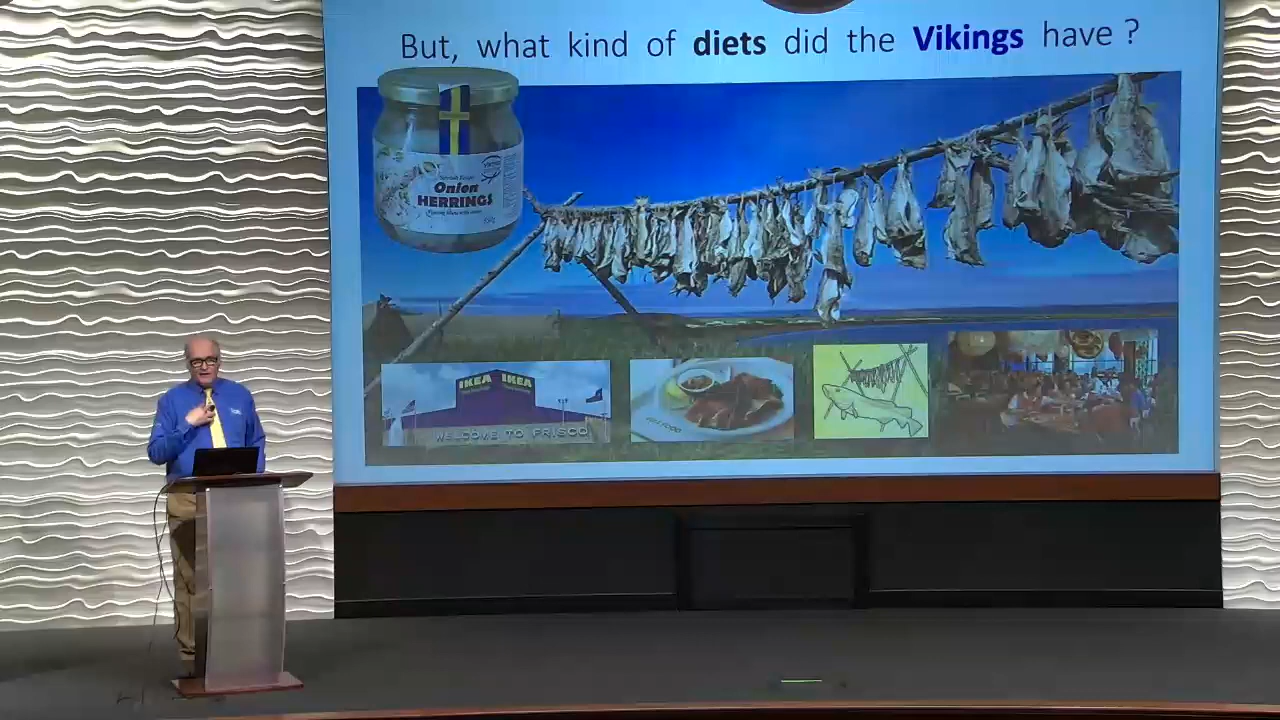 But, what kind of diets did the Vikings have ?
Onion
HERRINGS
IKEA IKEA
WELCOME TO FRISCO